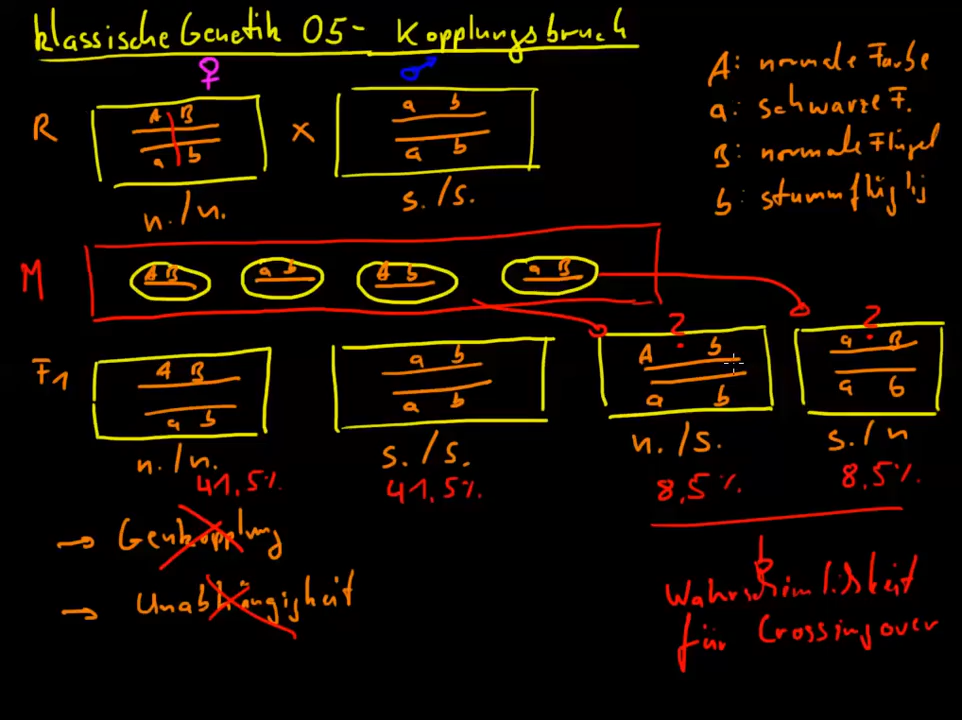 klassische Genetik 05 - Kopplungsbruch
♀ ♂
A: normale Farbe
a: schwarze F.
B: normale Flügel
b: stummflüglig
R
A B
a b
x
a b
a b
n./n.
s./s.
M
A B
a b
A b
a B
F1
A B
a b
a b
a b
?
A b
a b
?
a B
a b
n./n.
s./s.
n./s.
s./n
41,5%
41,5%
8,5%
8,5%
→ Genkopplung
→ Unabhängigkeit
Wahrscheinlichkeit
für Crossingover